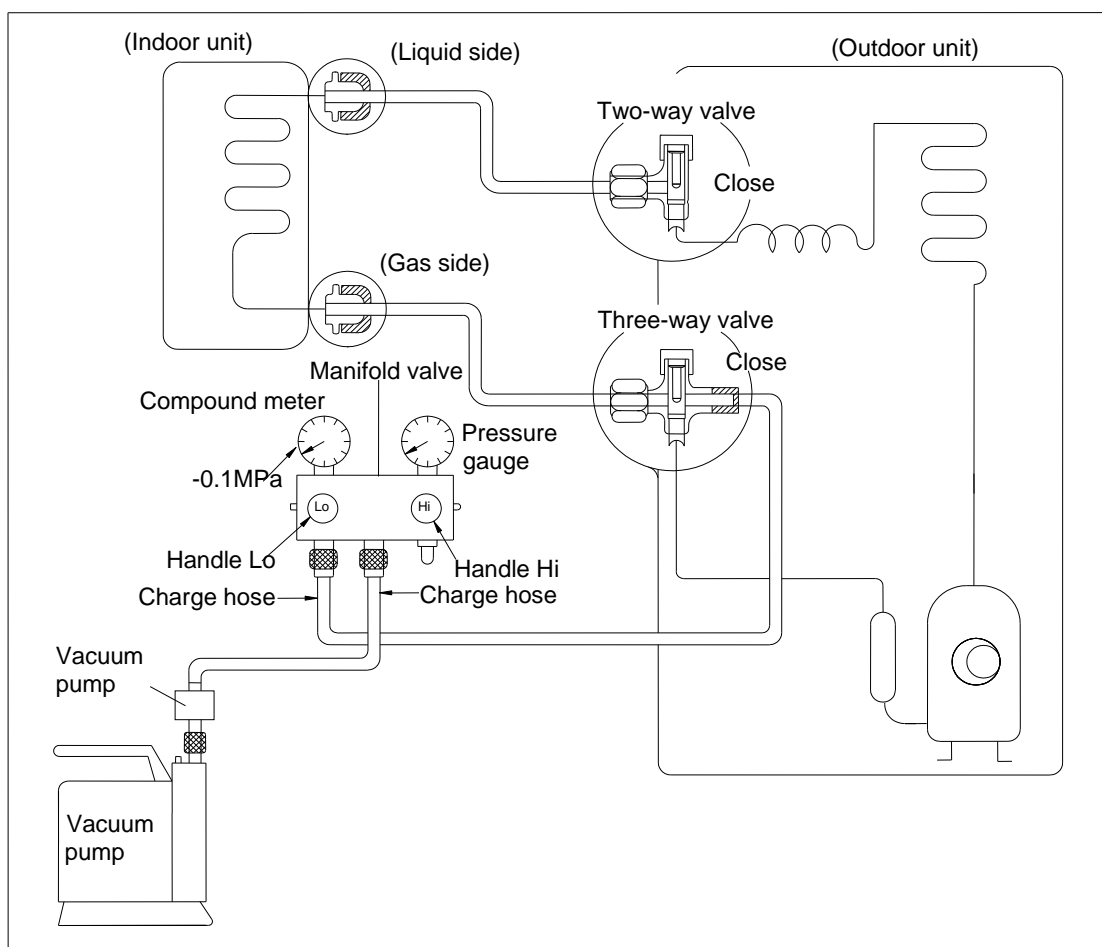 (Indoor unit)
(Liquid side)
(Outdoor unit)
Two-way valve
Close
(Gas side)
Three-way valve
Close
Manifold valve
Compound meter
Pressure
gauge
-0.1MPa
Lo
Hi
Handle Lo
Handle Hi
Charge hose
Charge hose
Vacuum
pump
Vacuum
pump